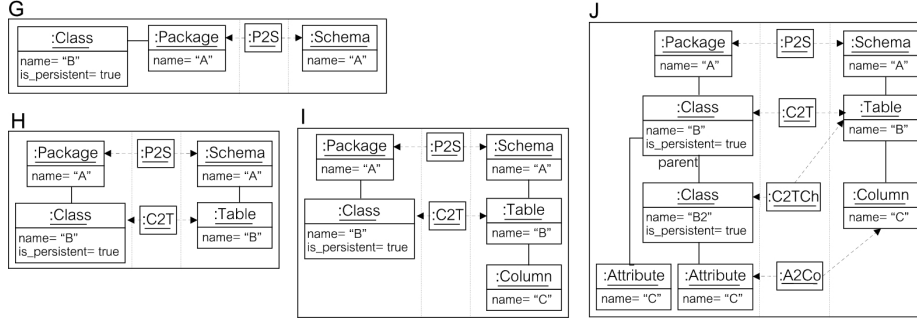 G
:Class
name= “B”
is_persistent= true
:Package
name= “A”
:P2S
:Schema
name= “A”
H
:Package
name= “A”
:P2S
:Schema
name= “A”
:Class
name= “B”
is_persistent= true
:C2T
:Table
name= “B”
I
:Package
name= “A”
:P2S
:Schema
name= “A”
:Class
name= “B”
is_persistent= true
:C2T
:Table
name= “B”
:Column
name= “C”
J
:Package
name= “A”
:P2S
:Schema
name= “A”
:Class
name= “B”
is_persistent= true
:C2T
:Table
name= “B”
parent
:Class
name= “B2”
is_persistent= true
:C2TCh
:Column
name= “C”
:Attribute
name= “C”
:Attribute
name= “C”
:A2Co